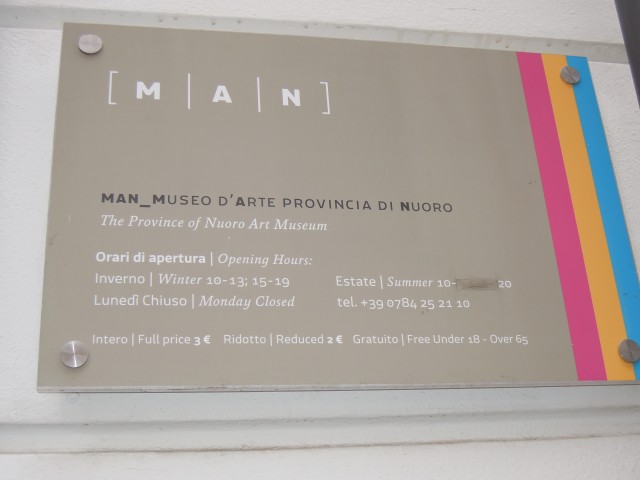 [ M | A | N ]
MAN_MUSEO D'ARTE PROVINCIA DI NUORO
The Province of Nuoro Art Museum
Orari di apertura | Opening Hours:
Inverno | Winter 10-13; 15-19 Estate | Summer 10- 20
Lunedì Chiuso | Monday Closed tel. +39 0784 25 21 10
Intero | Full price 3 € Ridotto | Reduced 2 € Gratuito | Free Under 18 - Over 65